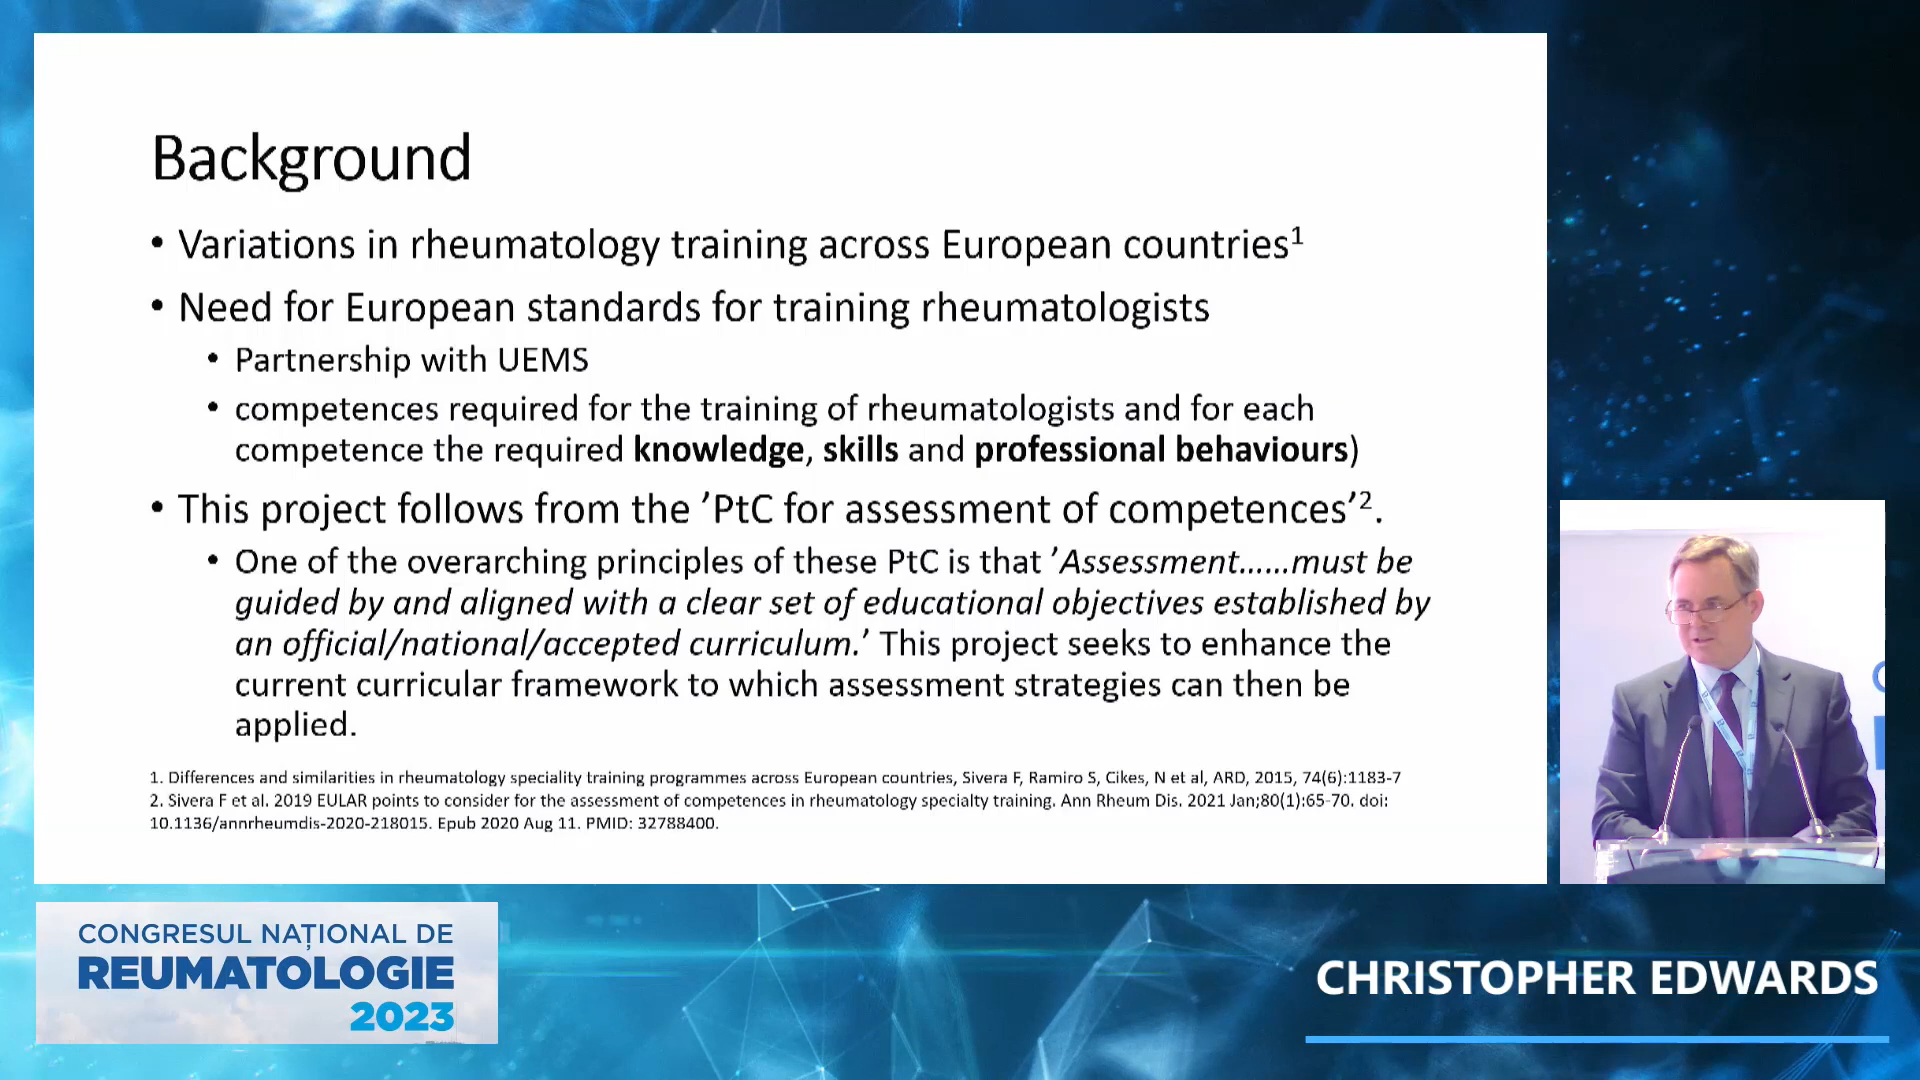 Background
• Variations in rheumatology training across European countries¹
• Need for European standards for training rheumatologists
• Partnership with UEMS
• competences required for the training of rheumatologists and for each
competence the required knowledge, skills and professional behaviours)
• This project follows from the ’PtC for assessment of competences’².
• One of the overarching principles of these PtC is that ’Assessment……must be
guided by and aligned with a clear set of educational objectives established by
an official/national/accepted curriculum.’ This project seeks to enhance the
current curricular framework to which assessment strategies can then be
applied.
1. Differences and similarities in rheumatology speciality training programmes across European countries, Sivera F, Ramiro S, Cikes, N et al, ARD, 2015, 74(6):1183-7
2. Sivera F et al. 2019 EULAR points to consider for the assessment of competences in rheumatology specialty training. Ann Rheum Dis. 2021 Jan;80(1):65-70. doi:
10.1136/annrheumdis-2020-218015. Epub 2020 Aug 11. PMID: 32788400.
CONGRESUL NAȚIONAL DE
REUMATOLOGIE
2023
CHRISTOPHER EDWARDS